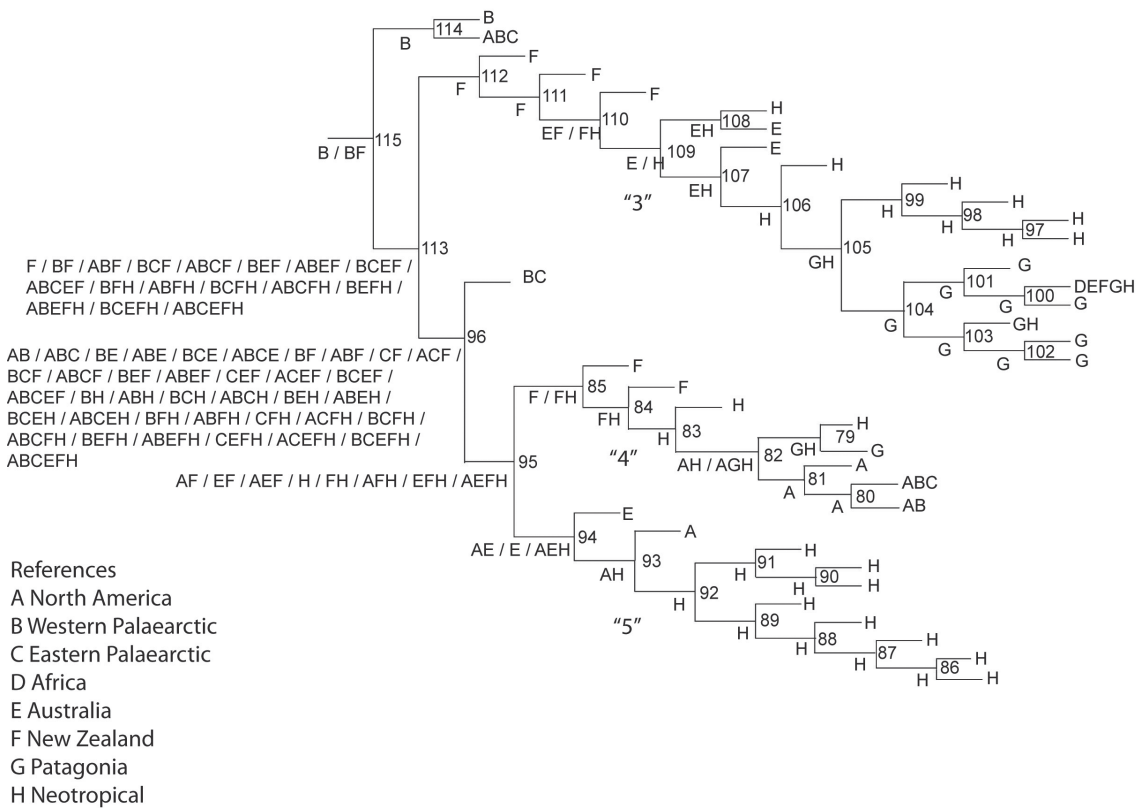 B
114
B
ABC
F
112
F
F
111
F
F
110
EF / FH
H
108
EH
E
115
B / BF
109
E / H
E
107
EH
"3"
H
106
H
H
99
H
H
98
H
H
97
H
H
105
GH
113
F / BF / ABF / BCF / ABCF / BEF / ABEF / BCEF /
ABCEF / BFH / ABFH / BCFH / ABCFH / BEFH /
ABEFH / BCEFH / ABCEFH
BC
G
101
G
DEFGH
100
G
G
104
G
GH
103
G
G
102
G
G
96
AB / ABC / BE / ABE / BCE / ABCE / BF / ABF / CF / ACF /
BCF / ABCF / BEF / ABEF / CEF / ACEF / BCEF /
ABCEF / BH / ABH / BCH / ABCH / BEH / ABEH /
BCEH / ABCEH / BFH / ABFH / CFH / ACFH / BCFH /
ABCFH / BEFH / ABEFH / CEFH / ACEFH / BCEFH /
ABCEFH
F
85
F / FH
F
84
FH
H
83
H
"4"
H
79
GH
G
82
AH / AGH
A
81
A
ABC
80
A
AB
95
AF / EF / AEF / H / FH / AFH / EFH / AEFH
E
94
AE / E / AEH
A
93
AH
H
91
H
H
90
H
H
92
H
"5"
H
89
H
H
88
H
H
87
H
H
86
H
H
References
A North America
B Western Palaearctic
C Eastern Palaearctic
D Africa
E Australia
F New Zealand
G Patagonia
H Neotropical